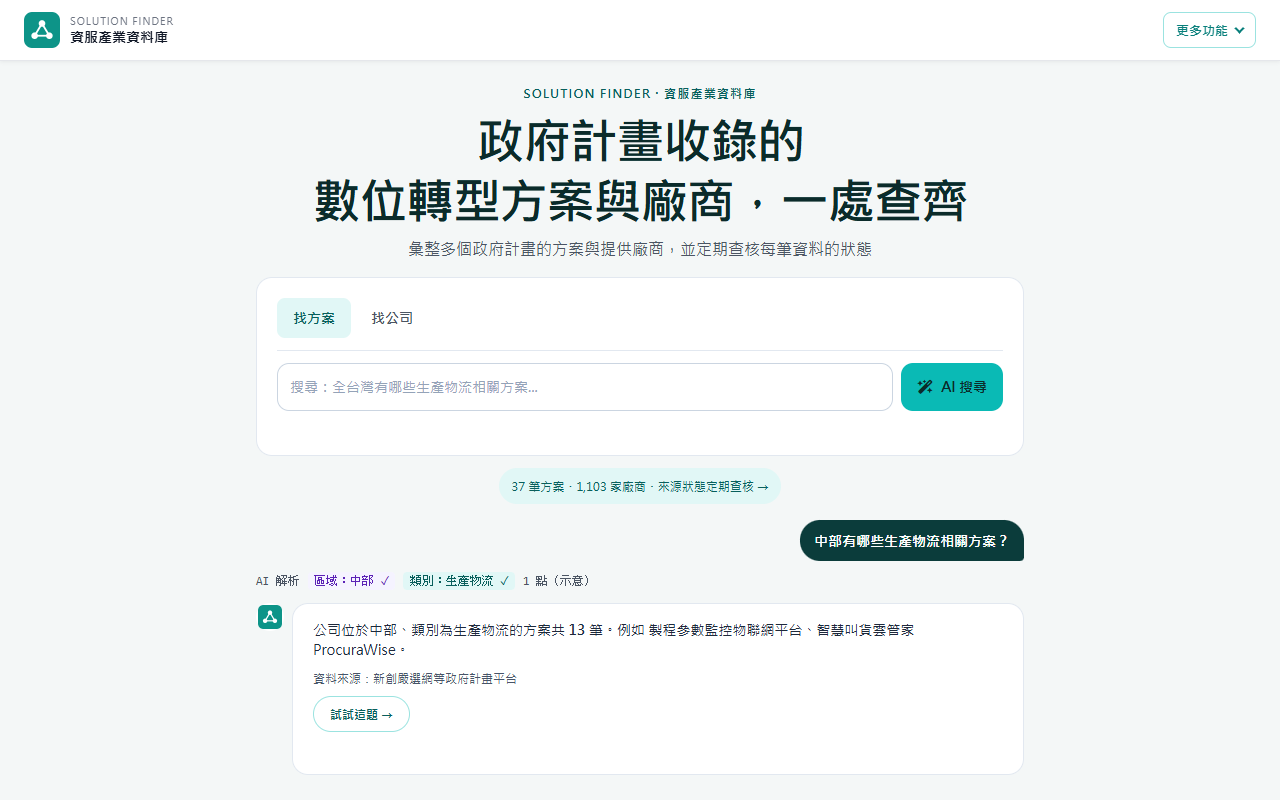 SOLUTION FINDER
資服產業資料庫
更多功能
SOLUTION FINDER · 資服產業資料庫
政府計畫收錄的
數位轉型方案與廠商，一處查齊
彙整多個政府計畫的方案與提供廠商，並定期查核每筆資料的狀態
找方案 找公司
搜尋：全台灣有哪些生產物流相關方案…
AI 搜尋
37 筆方案 · 1,103 家廠商 · 來源狀態定期查核 →
中部有哪些生產物流相關方案？
AI 解析 區域：中部 ✓ 類別：生產物流 ✓ 1 點（示意）
公司位於中部、類別為生產物流的方案共 13 筆。例如 製程參數監控物聯網平台、智慧叫貨雲管家
ProcuraWise。
資料來源：新創嚴選網等政府計畫平台
試試這題 →